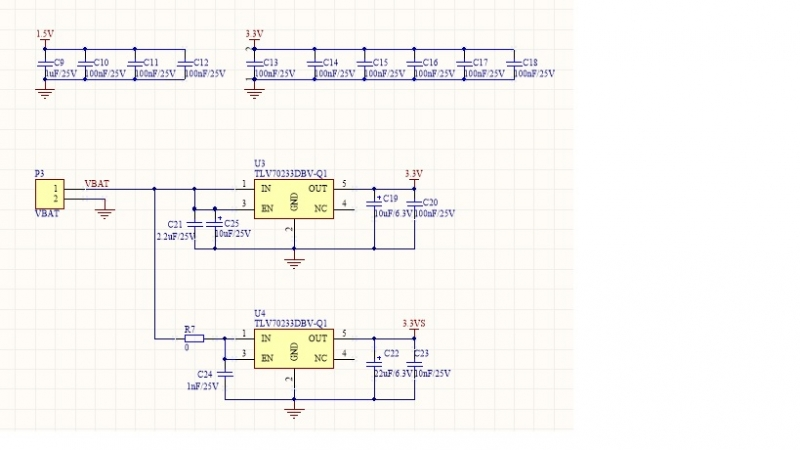 1.5V
C9
1uF/25V
C10
100nF/25V
C11
100nF/25V
C12
100nF/25V
3.3V
2
1
C13
100nF/25V
C14
100nF/25V
C15
100nF/25V
C16
100nF/25V
C17
100nF/25V
C18
100nF/25V
P3
1
2
VBAT
VBAT
U3
TLV70233DBV-Q1
1
IN
OUT
5
3
EN
GND
NC
4
2
C21
2.2uF/25V
C25
10uF/25V
3.3V
C19
10uF/6.3V
C20
100nF/25V
U4
TLV70233DBV-Q1
R7
0
1
IN
OUT
5
3
EN
GND
NC
4
2
C24
1nF/25V
3.3VS
C22
22uF/6.3V
C23
10nF/25V